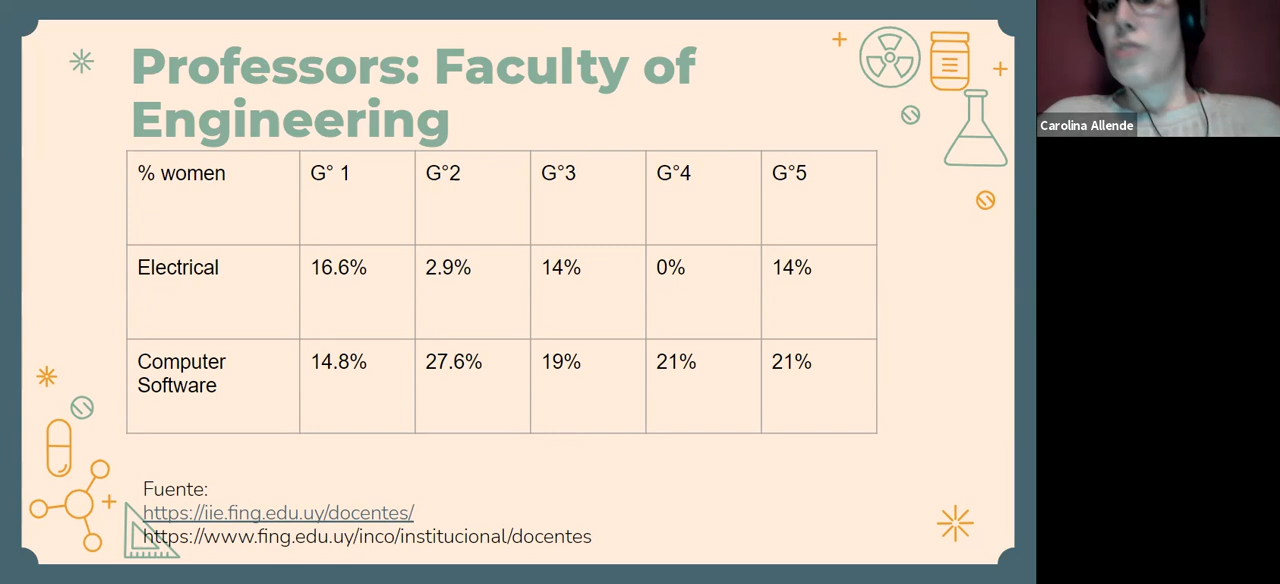 Professors: Faculty of
Engineering
% women G° 1 G°2 G°3 G°4 G°5
Electrical 16.6% 2.9% 14% 0% 14%
Computer
Software 14.8% 27.6% 19% 21% 21%
Fuente:
https://iie.fing.edu.uy/docentes/
https://www.fing.edu.uy/inco/institucional/docentes
Carolina Allende